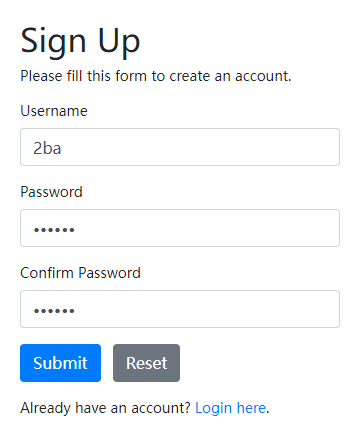 Sign Up
Please fill this form to create an account.
Username
2ba
Password
••••••
Confirm Password
••••••
Submit Reset
Already have an account? Login here.